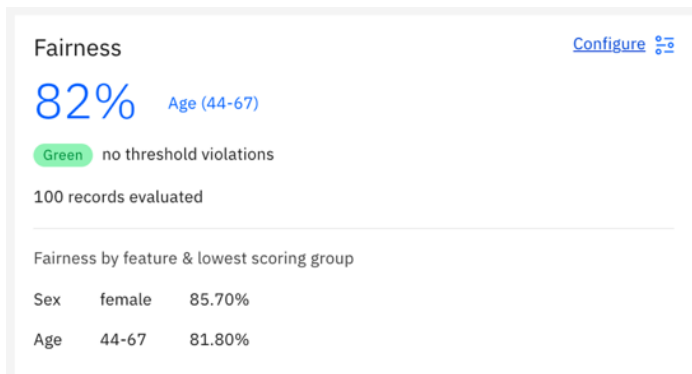 Fairness
Configure
82% Age (44-67)
Green no threshold violations
100 records evaluated
Fairness by feature & lowest scoring group
Sex female 85.70%
Age 44-67 81.80%